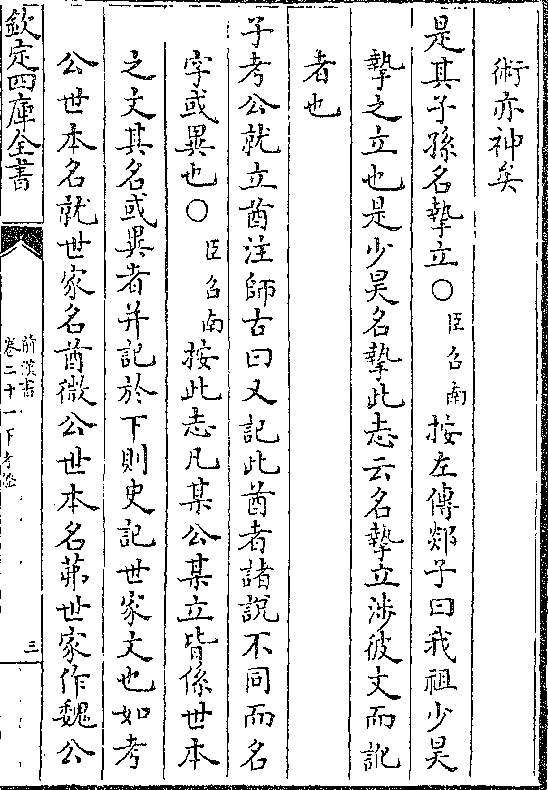 術亦神矣
是其子孫名摯立○臣召南按左傳郯子曰我祖少昊
摯之立也是少昊名摯此志云名摯立涉彼文而訛
者也
子考公就立酋注師古曰又記此酋者諸說不同而名
字或異也○臣召南按此志凡某公某立皆係世本
之文其名或異者并記於下則史記世家文也如考
公世本名就世家名酋微公世本名茀世家作魏公
欽定四庫全書
前漢書
卷二十一下考證
三